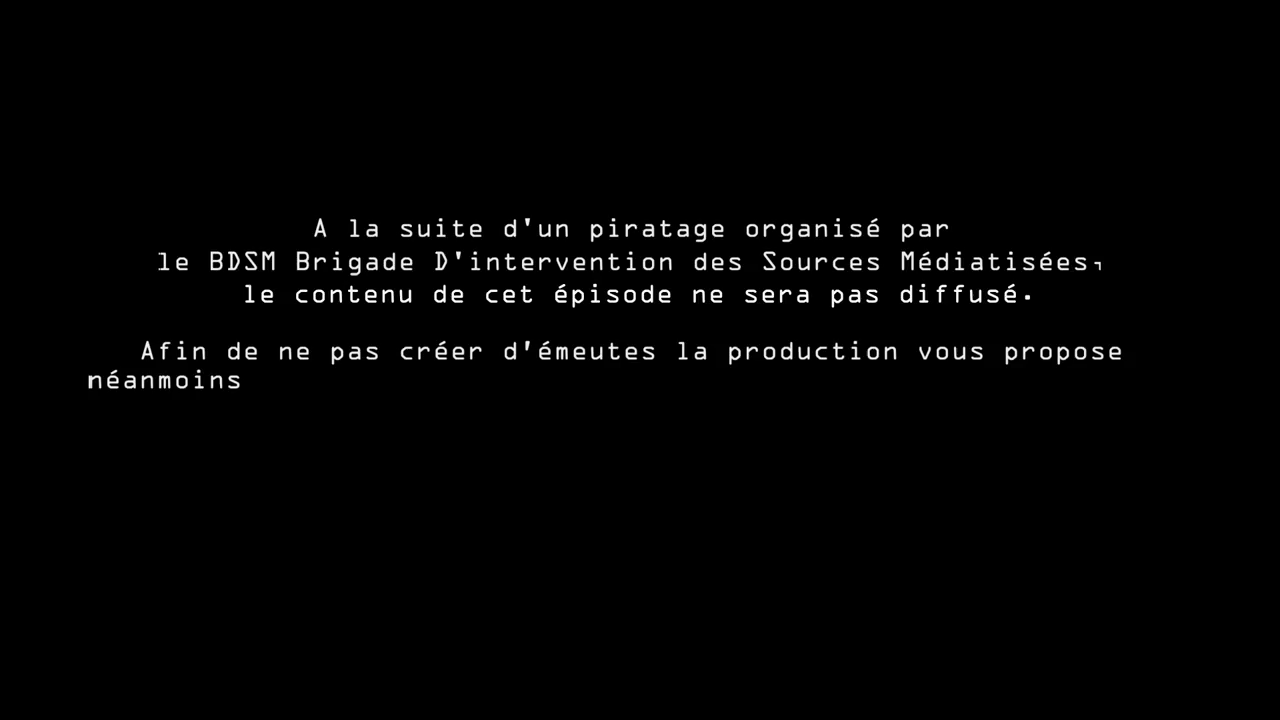 A la suite d'un piratage organisé par
le BDSM Brigade D'intervention des Sources Médiatisées,
le contenu de cet épisode ne sera pas diffusé.
Afin de ne pas créer d'émeutes la production vous propose
néanmoins